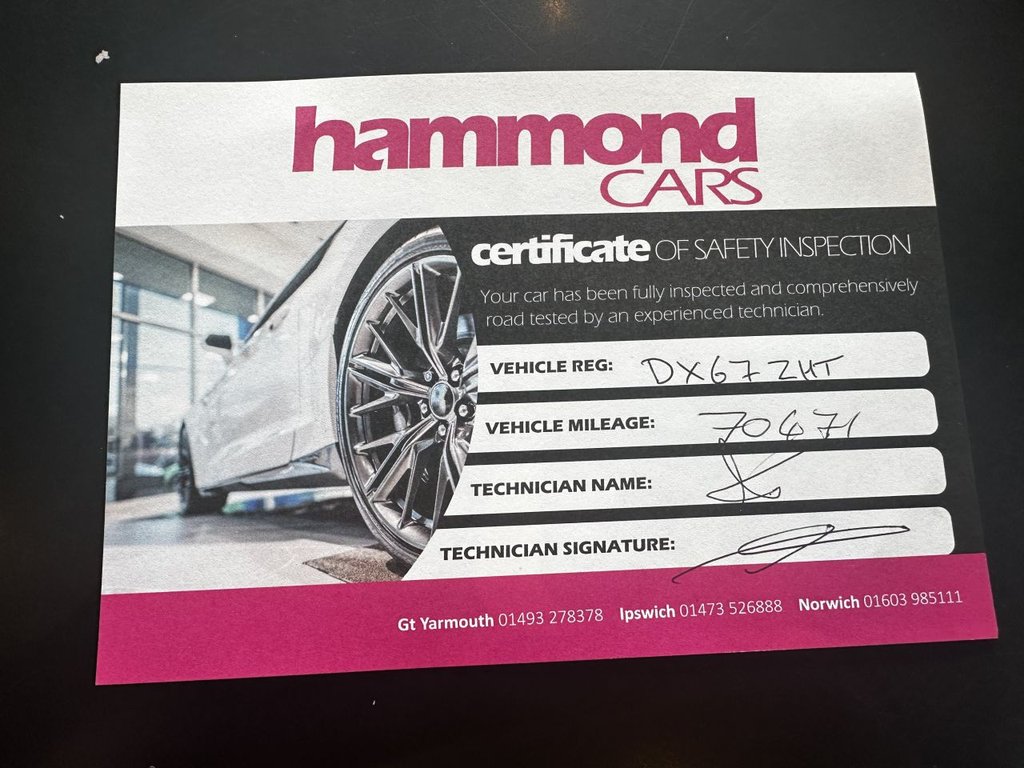 hammond
CARS
certificate OF SAFETY INSPECTION
Your car has been fully inspected and comprehensively
road tested by an experienced technician.
VEHICLE REG: DX67 ZHT
VEHICLE MILEAGE: 70471
TECHNICIAN NAME:
TECHNICIAN SIGNATURE:
Gt Yarmouth 01493 278378 Ipswich 01473 526888 Norwich 01603 985111